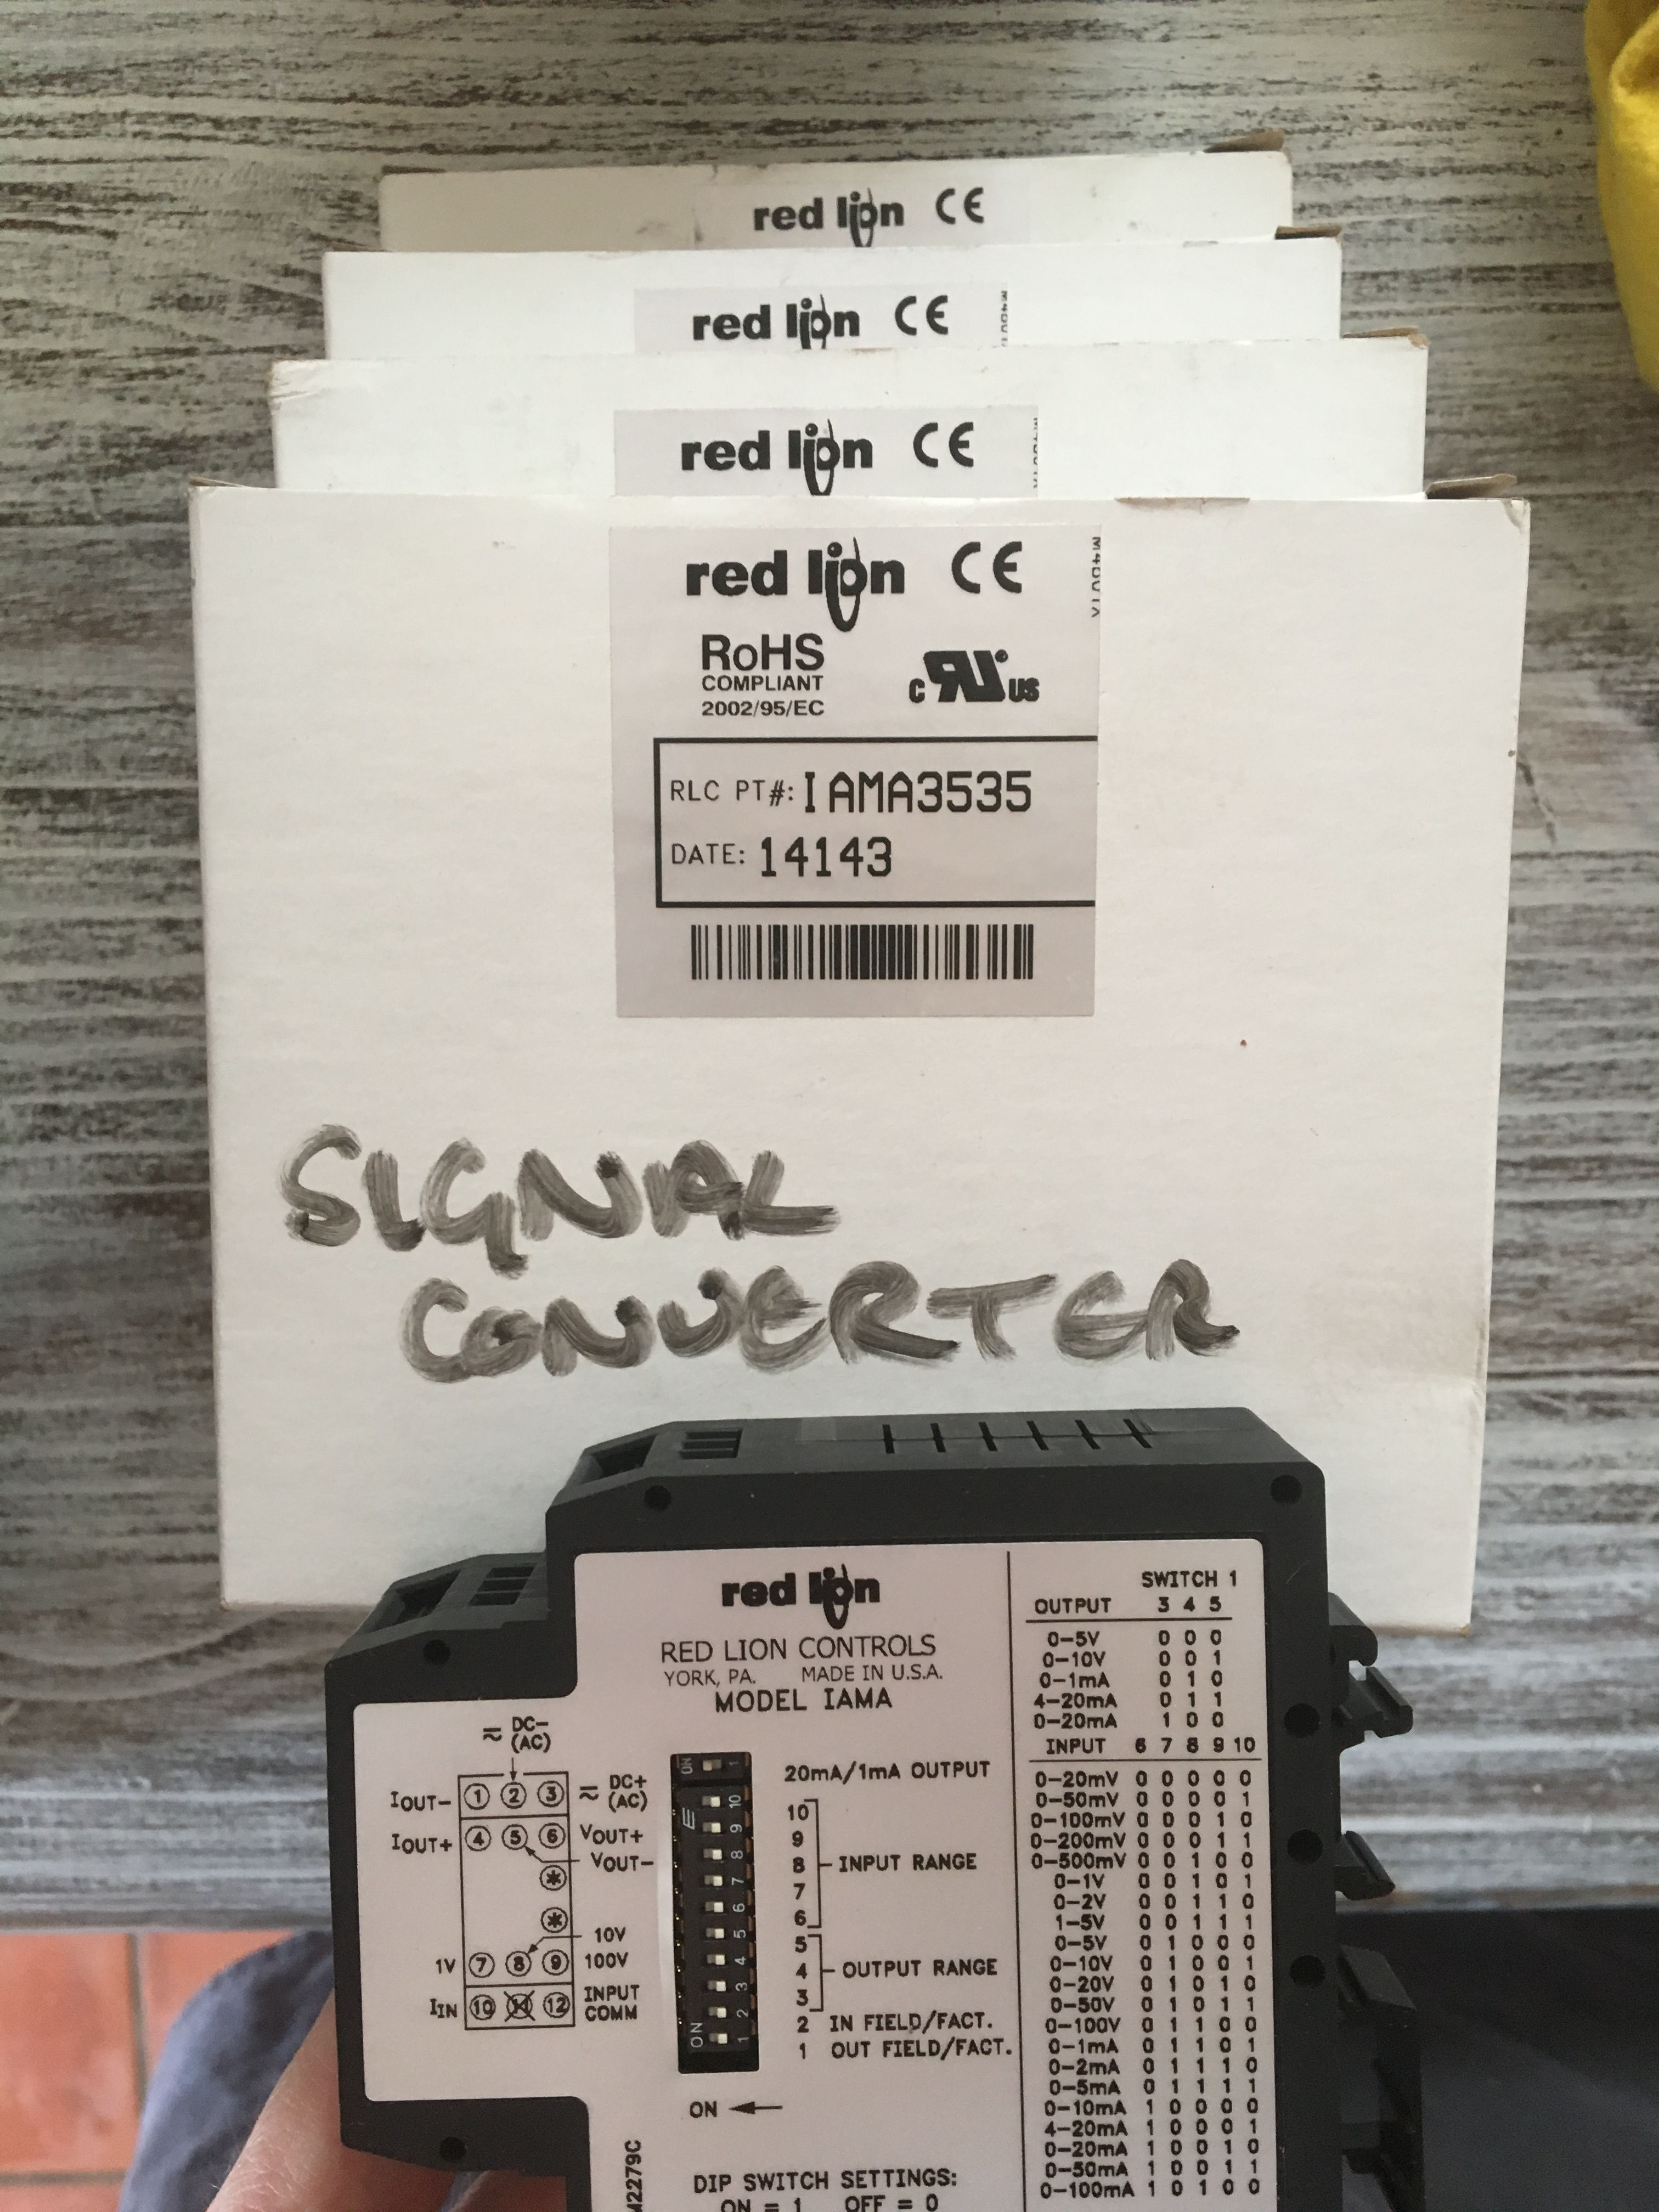 red lion CE
red lion CE
red lion CE
red lion CE
RoHS
COMPLIANT
2002/95/EC
c RU US
RLC PT#: IAMA3535
DATE: 14143
SIGNAL
CONVERTER
red lion
RED LION CONTROLS
YORK, PA. MADE IN U.S.A.
MODEL IAMA
≂ DC-
(AC)
IOUT- 1 2 3 ≂ DC+
(AC)
IOUT+ 4 5 6 VOUT+
VOUT-
*
*
10V
1V 7 8 9 100V
IIN 10 11 12 INPUT
COMM
ON 1
10
9
8
7
6
5
4
3
2
ON 1
20mA/1mA OUTPUT
10
9
8 INPUT RANGE
7
6
5
4 OUTPUT RANGE
3
2 IN FIELD/FACT.
1 OUT FIELD/FACT.
ON ←
DIP SWITCH SETTINGS:
ON = 1 OFF = 0
M2279C
SWITCH 1
OUTPUT 3 4 5
0-5V 0 0 0
0-10V 0 0 1
0-1mA 0 1 0
4-20mA 0 1 1
0-20mA 1 0 0
INPUT 6 7 8 9 10
0-20mV 0 0 0 0 0
0-50mV 0 0 0 0 1
0-100mV 0 0 0 1 0
0-200mV 0 0 0 1 1
0-500mV 0 0 1 0 0
0-1V 0 0 1 0 1
0-2V 0 0 1 1 0
1-5V 0 0 1 1 1
0-5V 0 1 0 0 0
0-10V 0 1 0 0 1
0-20V 0 1 0 1 0
0-50V 0 1 0 1 1
0-100V 0 1 1 0 0
0-1mA 0 1 1 0 1
0-2mA 0 1 1 1 0
0-5mA 0 1 1 1 1
0-10mA 1 0 0 0 0
4-20mA 1 0 0 0 1
0-20mA 1 0 0 1 0
0-50mA 1 0 0 1 1
0-100mA 1 0 1 0 0